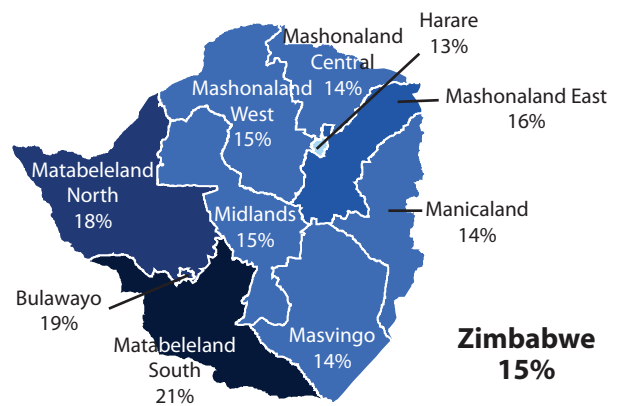 Harare
13%
Mashonaland
Central
14%
Mashonaland
West
15%
Mashonaland East
16%
Matabeleland
North
18%
Midlands
15%
Manicaland
14%
Bulawayo
19%
Matabeleland
South
21%
Masvingo
14%
Zimbabwe
15%